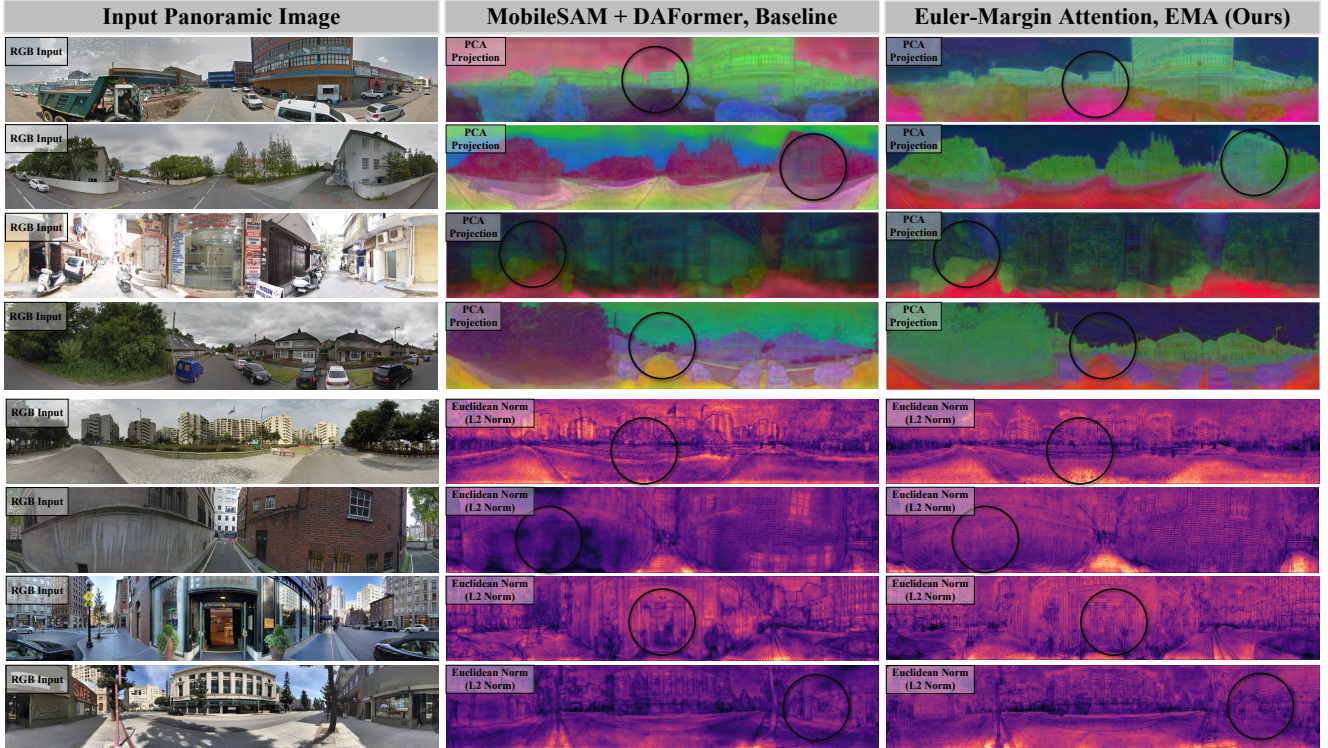 Input Panoramic Image
MobileSAM + DAFormer, Baseline
Euler-Margin Attention, EMA (Ours)
RGB Input
PCA
Projection
PCA
Projection
RGB Input
PCA
Projection
PCA
Projection
RGB Input
PCA
Projection
PCA
Projection
RGB Input
PCA
Projection
PCA
Projection
RGB Input
Euclidean Norm
(L2 Norm)
Euclidean Norm
(L2 Norm)
RGB Input
Euclidean Norm
(L2 Norm)
Euclidean Norm
(L2 Norm)
RGB Input
Euclidean Norm
(L2 Norm)
Euclidean Norm
(L2 Norm)
RGB Input
Euclidean Norm
(L2 Norm)
Euclidean Norm
(L2 Norm)